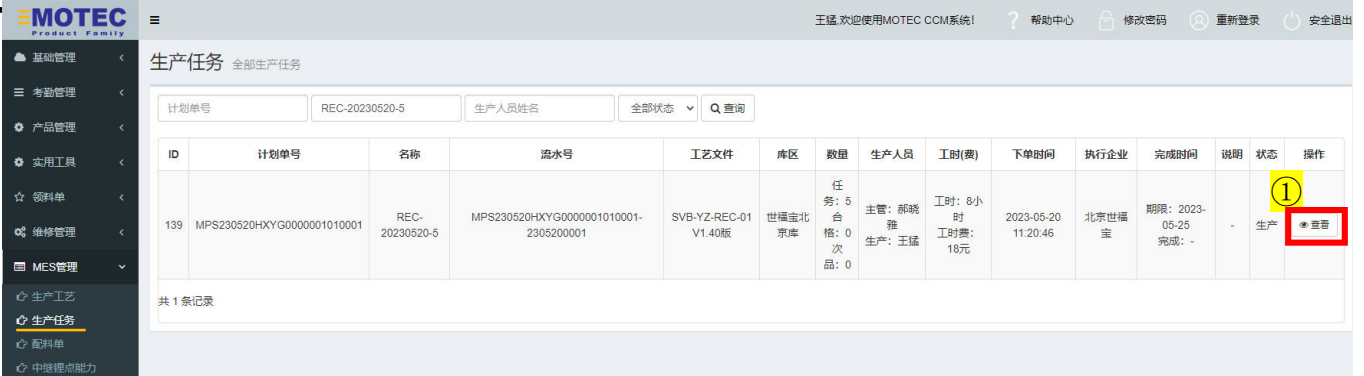 EMOTEC
Product Family
王猛,欢迎使用MOTEC CCM系统!
帮助中心
修改密码
重新登录
安全退出
基础管理
考勤管理
产品管理
实用工具
领料单
维修管理
MES管理
生产工艺
生产任务
配料单
中继锂点能力
生产任务 全部生产任务
计划单号 REC-20230520-5 生产人员姓名 全部状态 查询
ID 计划单号 名称 流水号 工艺文件 库区 数量 生产人员 工时(费) 下单时间 执行企业 完成时间 说明 状态 操作
139
MPS230520HXYG0000001010001
REC-
20230520-5
MPS230520HXYG0000001010001-
2305200001
SVB-YZ-REC-01
V1.40版
世福宝北
京库
任
务：5
台
格：0
次
品：0
主管：郝晓
雅
生产：王猛
工时：8小
时
工时费：
18元
2023-05-20
11:20:46
北京世福
宝
期限：2023-
05-25
完成：-
-
生产
①
查看
共 1 条记录